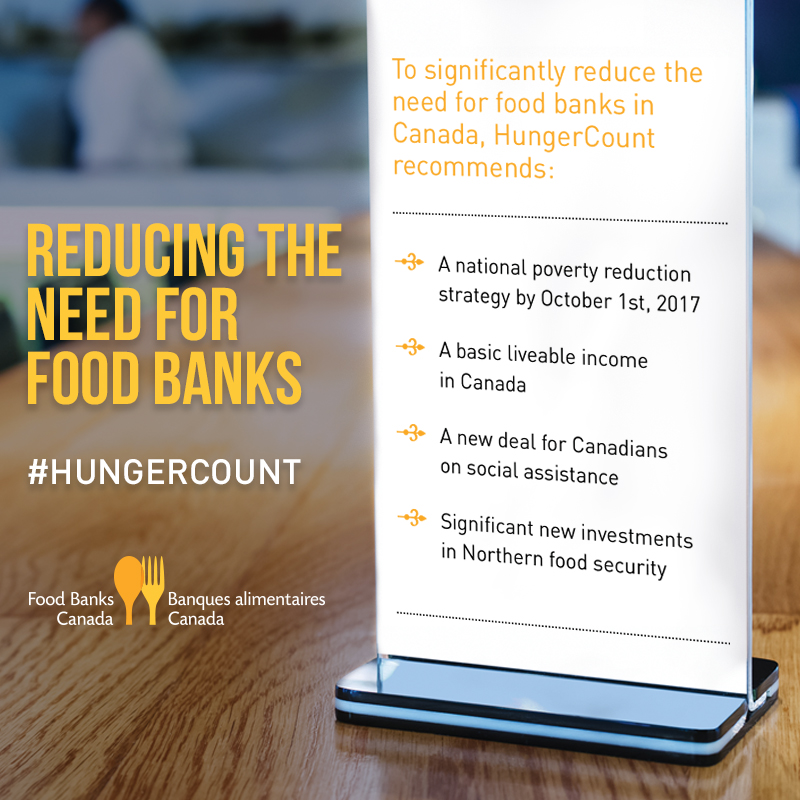 REDUCING THE
NEED FOR
FOOD BANKS
#HUNGERCOUNT
Food Banks
Canada
Banques alimentaires
Canada
To significantly reduce the
need for food banks in
Canada, HungerCount
recommends:
A national poverty reduction
strategy by October 1st, 2017
A basic liveable income
in Canada
A new deal for Canadians
on social assistance
Significant new investments
in Northern food security